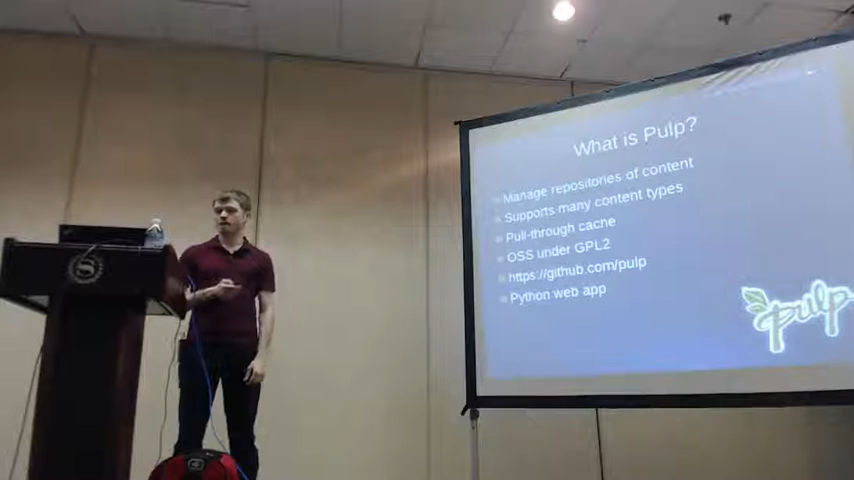 What is Pulp?
Manage repositories of content
Supports many content types
Pull-through cache
OSS under GPL2
https://github.com/pulp
Python web app
pulp
S